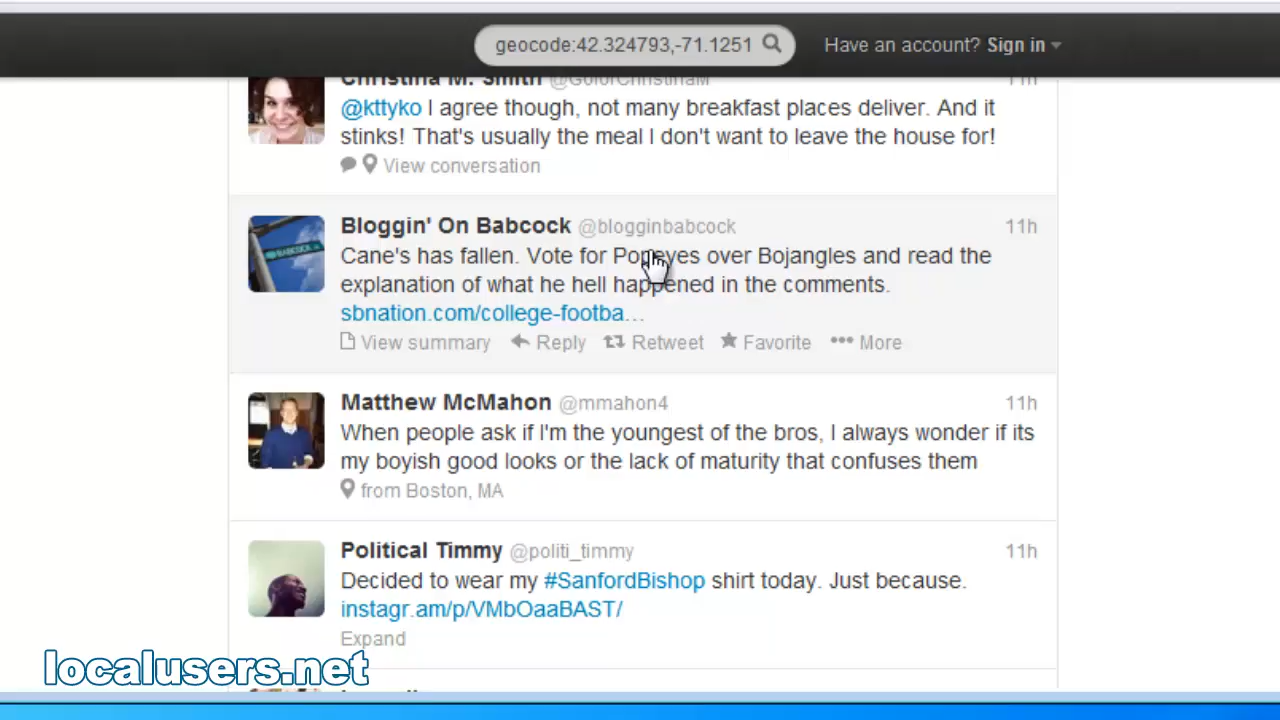 geocode:42.324793,-71.1251
Have an account? Sign in
Christina M. Smith @GoforChristinaM 11h
@kttyko I agree though, not many breakfast places deliver. And it
stinks! That's usually the meal I don't want to leave the house for!
View conversation
Bloggin' On Babcock @blogginbabcock 11h
Cane's has fallen. Vote for Popeyes over Bojangles and read the
explanation of what he hell happened in the comments.
sbnation.com/college-footba...
View summary Reply Retweet Favorite More
Matthew McMahon @mmahon4 11h
When people ask if I'm the youngest of the bros, I always wonder if its
my boyish good looks or the lack of maturity that confuses them
from Boston, MA
Political Timmy @politi_timmy 11h
Decided to wear my #SanfordBishop shirt today. Just because.
instagr.am/p/VMbOaaBAST/
Expand
localusers.net